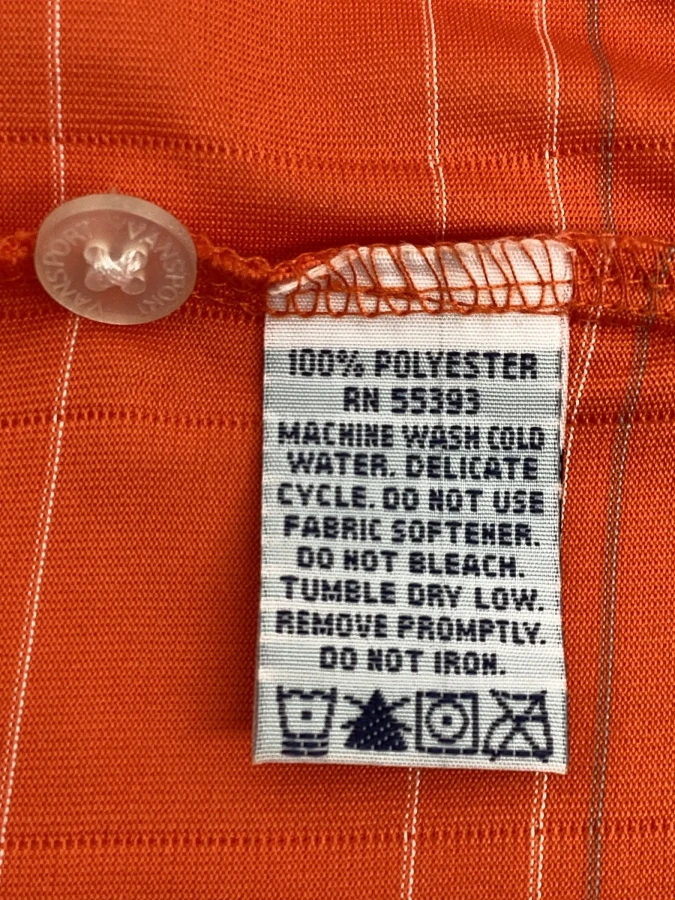 VANSPORT VANSPORT
100% POLYESTER
RN 55393
MACHINE WASH COLD
WATER. DELICATE
CYCLE. DO NOT USE
FABRIC SOFTENER.
DO NOT BLEACH.
TUMBLE DRY LOW.
REMOVE PROMPTLY.
DO NOT IRON.